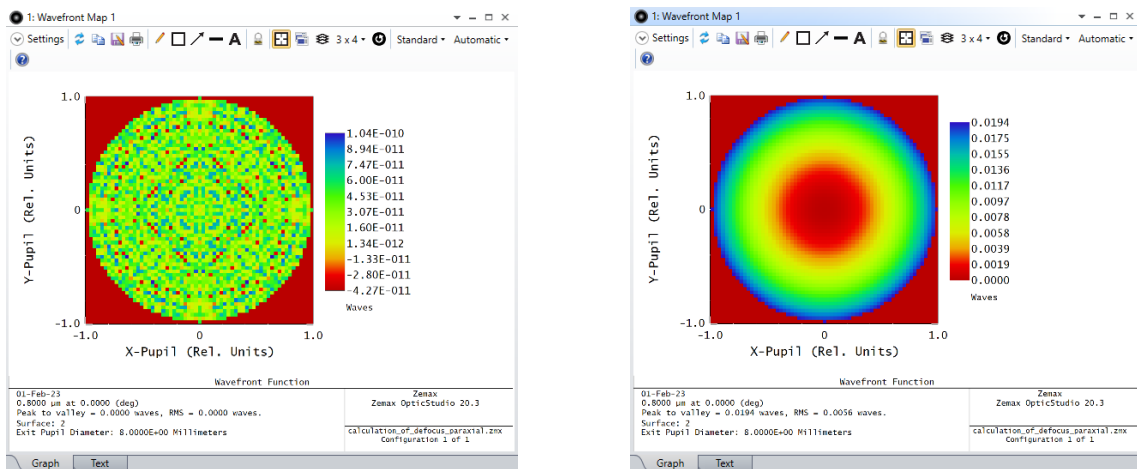 1: Wavefront Map 1
Settings A 3 x 4 Standard Automatic
?
1.0
0
-1.0
Y-Pupil (Rel. Units)
-1.0 0 1.0
X-Pupil (Rel. Units)
1.04E-010
8.94E-011
7.47E-011
6.00E-011
4.53E-011
3.07E-011
1.60E-011
1.34E-012
-1.33E-011
-2.80E-011
-4.27E-011
Waves
Wavefront Function
01-Feb-23
0.8000 µm at 0.0000 (deg)
Peak to valley = 0.0000 waves, RMS = 0.0000 waves.
Surface: 2
Exit Pupil Diameter: 8.0000E+00 Millimeters
Zemax
Zemax OpticStudio 20.3
calculation_of_defocus_paraxial.zmx
Configuration 1 of 1
Graph Text
1: Wavefront Map 1
Settings A 3 x 4 Standard Automatic
?
1.0
0
-1.0
Y-Pupil (Rel. Units)
-1.0 0 1.0
X-Pupil (Rel. Units)
0.0194
0.0175
0.0155
0.0136
0.0117
0.0097
0.0078
0.0058
0.0039
0.0019
0.0000
Waves
Wavefront Function
01-Feb-23
0.8000 µm at 0.0000 (deg)
Peak to valley = 0.0194 waves, RMS = 0.0056 waves.
Surface: 2
Exit Pupil Diameter: 8.0000E+00 Millimeters
Zemax
Zemax OpticStudio 20.3
calculation_of_defocus_paraxial.zmx
Configuration 1 of 1
Graph Text